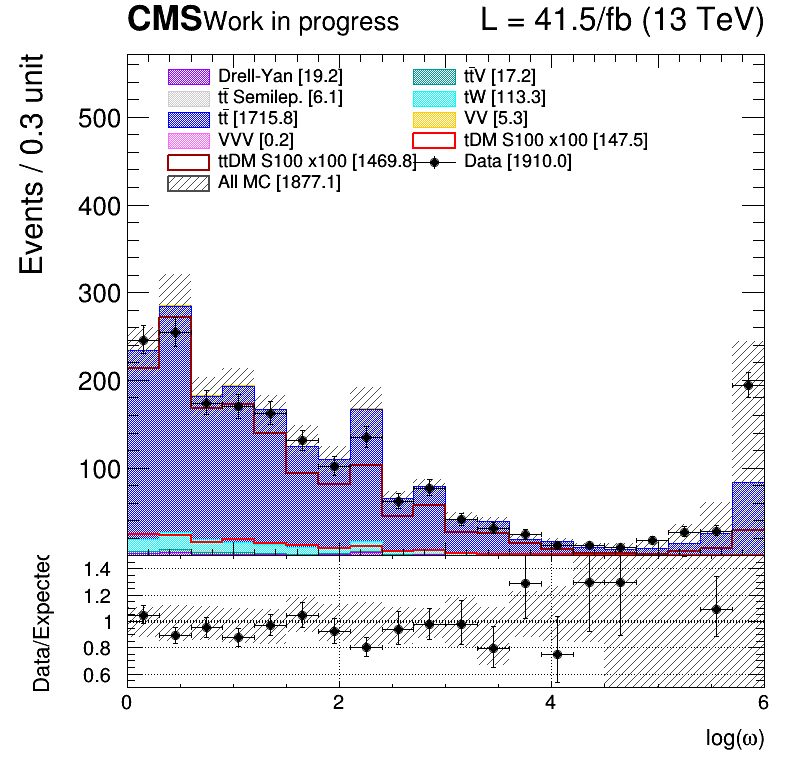 CMS Work in progress L = 41.5/fb (13 TeV)
Events / 0.3 unit
Drell-Yan [19.2] tt̄V [17.2]
tt̄ Semilep. [6.1] tW [113.3]
tt̄ [1715.8] VV [5.3]
VVV [0.2] tDM S100 x100 [147.5]
ttDM S100 x100 [1469.8] Data [1910.0]
All MC [1877.1]
500
400
300
200
100
Data/Expected
1.4
1.2
1
0.8
0.6
0 2 4 6
log(ω)